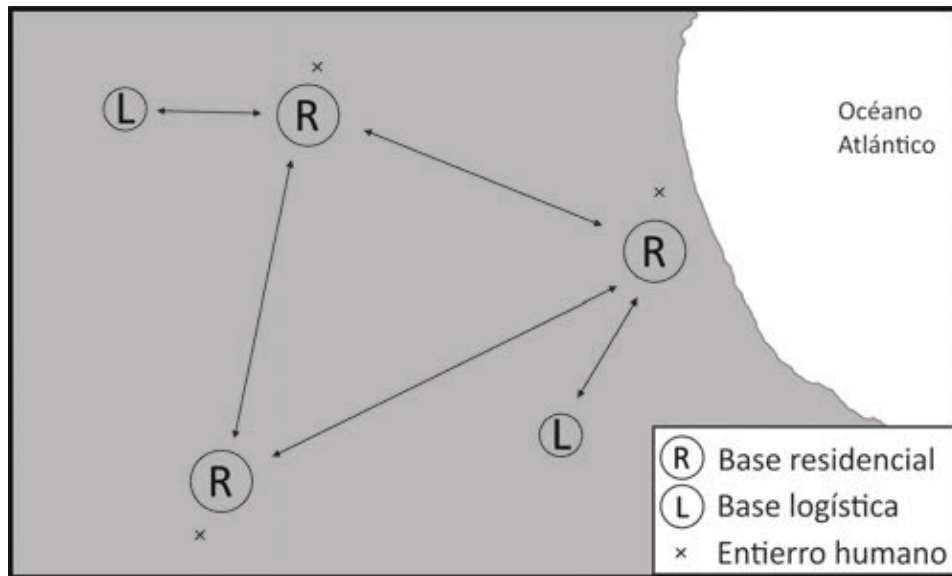 L
R
Océano
Atlántico
R
L
R
R Base residencial
L Base logística
× Entierro humano